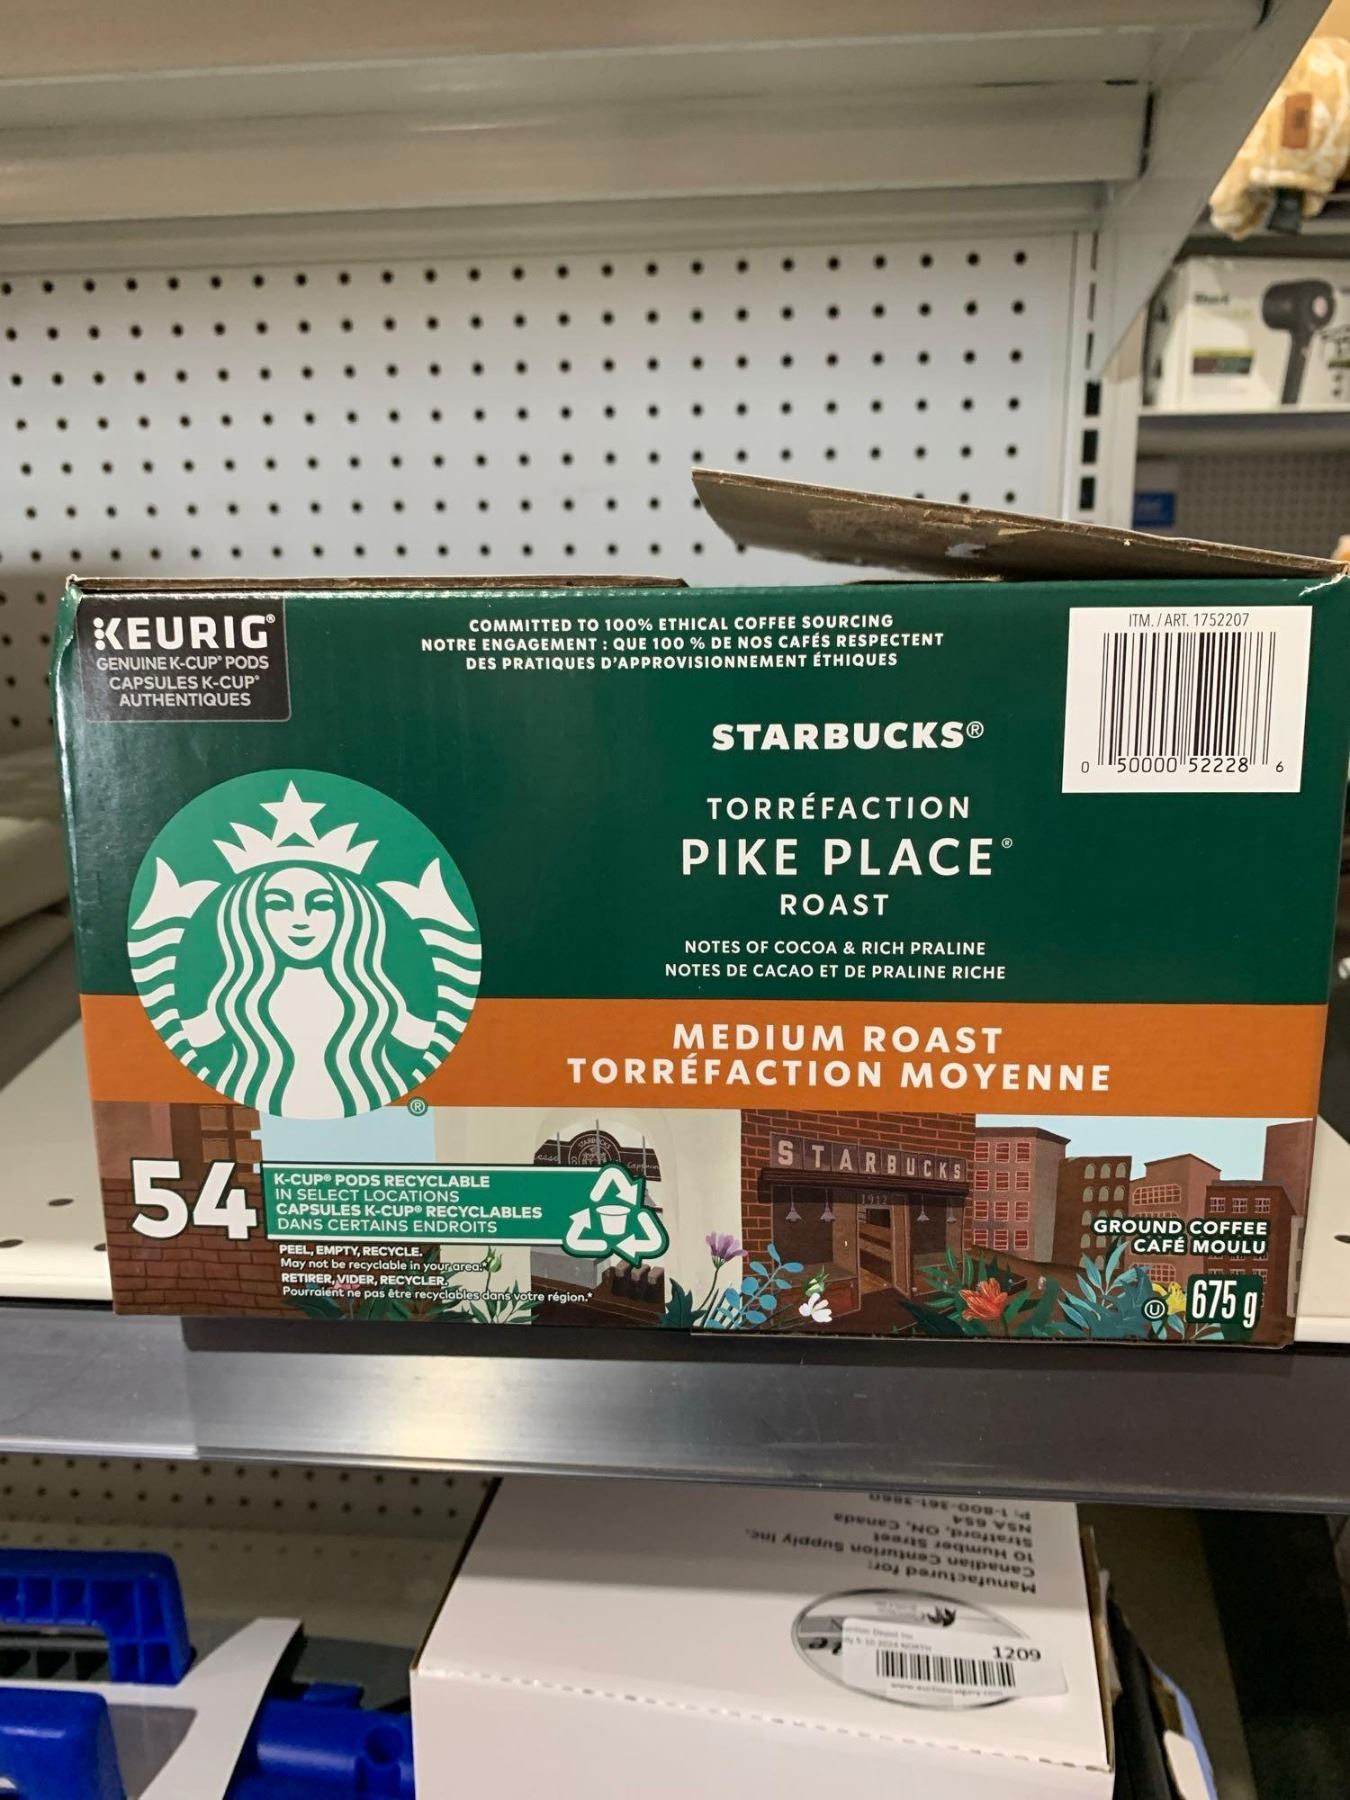 KEURIG®
GENUINE K-CUP® PODS
CAPSULES K-CUP®
AUTHENTIQUES
COMMITTED TO 100% ETHICAL COFFEE SOURCING
NOTRE ENGAGEMENT : QUE 100 % DE NOS CAFÉS RESPECTENT
DES PRATIQUES D'APPROVISIONNEMENT ÉTHIQUES
ITM. / ART. 1752207
0 50000 52228 6
STARBUCKS®
TORRÉFACTION
PIKE PLACE®
ROAST
NOTES OF COCOA & RICH PRALINE
NOTES DE CACAO ET DE PRALINE RICHE
MEDIUM ROAST
TORRÉFACTION MOYENNE
®
54
K-CUP® PODS RECYCLABLE
IN SELECT LOCATIONS
CAPSULES K-CUP® RECYCLABLES
DANS CERTAINS ENDROITS
PEEL, EMPTY, RECYCLE.
May not be recyclable in your area.*
RETIRER, VIDER, RECYCLER.
Pourraient ne pas être recyclables dans votre région.*
STARBUCKS
STARBUCKS
1912
GROUND COFFEE
CAFÉ MOULU
U
675 g
Manufactured for:
Canadian Centurion Supply Inc.
10 Humber Street
Stratford, ON, Canada
N5A 6S4
P: 1-800-361-3860
1209